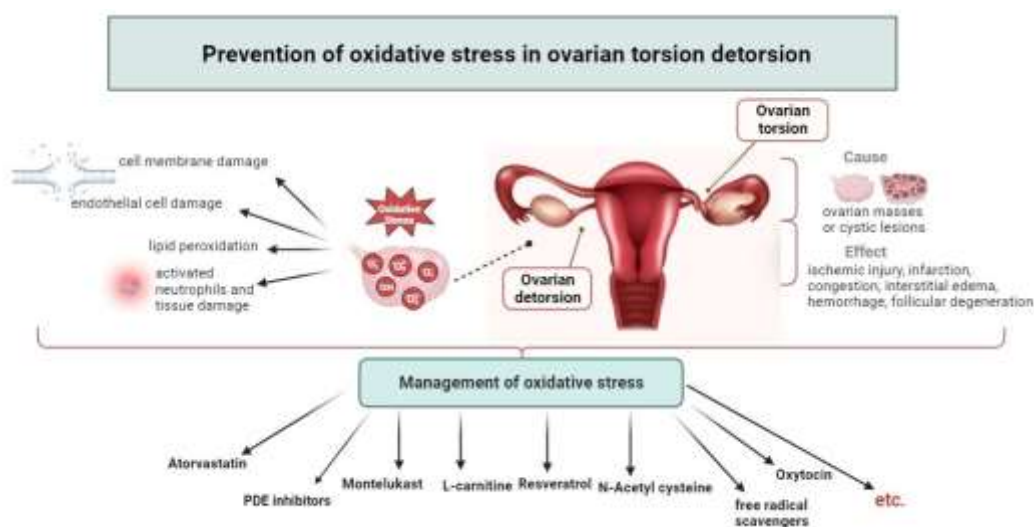 Prevention of oxidative stress in ovarian torsion detorsion
Ovarian
torsion
cell membrane damage
endothelial cell damage
lipid peroxidation
activated
neutrophils and
tissue damage
Oxidative
Stress
Ovarian
detorsion
Cause
ovarian masses
or cystic lesions
Effect
ischemic injury, infarction,
congestion, interstitial edema,
hemorrhage, follicular degeneration
Management of oxidative stress
Atorvastatin
PDE inhibitors
Montelukast
L-carnitine
Resveratrol
N-Acetyl cysteine
free radical
scavengers
Oxytocin
etc.